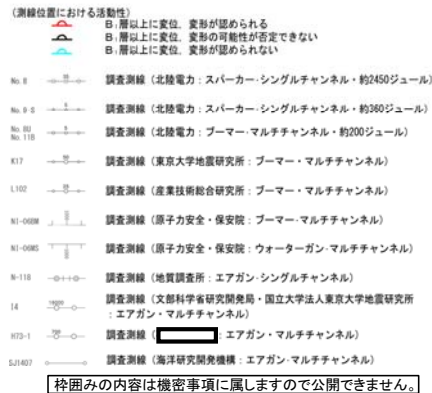 (測線位置における活動性)
B₁層以上に変位、変形が認められる
B₁層以上に変位、変形の可能性が否定できない
B₁層以上に変位、変形が認められない
No.8 調査測線(北陸電力:スパーカー・シングルチャンネル・約2450ジュール)
No.9-S 調査測線(北陸電力:スパーカー・シングルチャンネル・約360ジュール)
No.8U
No.11B 調査測線(北陸電力:ブーマー・マルチチャンネル・約200ジュール)
K17 調査測線(東京大学地震研究所:ブーマー・マルチチャンネル)
L102 調査測線(産業技術総合研究所:ブーマー・マルチチャンネル)
NI-06BM 調査測線(原子力安全・保安院:ブーマー・マルチチャンネル)
NI-06WS 調査測線(原子力安全・保安院:ウォーターガン・マルチチャンネル)
N-118 調査測線(地質調査所:エアガン・シングルチャンネル)
I4 調査測線(文部科学省研究開発局・国立大学法人東京大学地震研究所
:エアガン・マルチチャンネル)
H73-1 調査測線( :エアガン・マルチチャンネル)
SJ1407 調査測線(海洋研究開発機構:エアガン・マルチチャンネル)
枠囲みの内容は機密事項に属しますので公開できません。